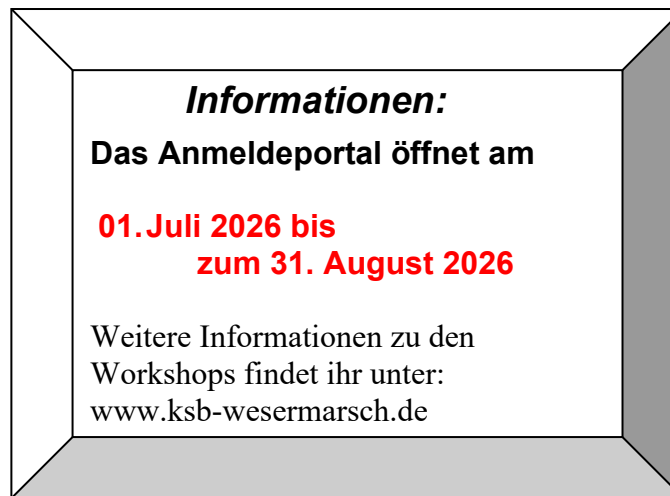 Informationen:
Das Anmeldeportal öffnet am
01. Juli 2026 bis
zum 31. August 2026
Weitere Informationen zu den
Workshops findet ihr unter:
www.ksb-wesermarsch.de